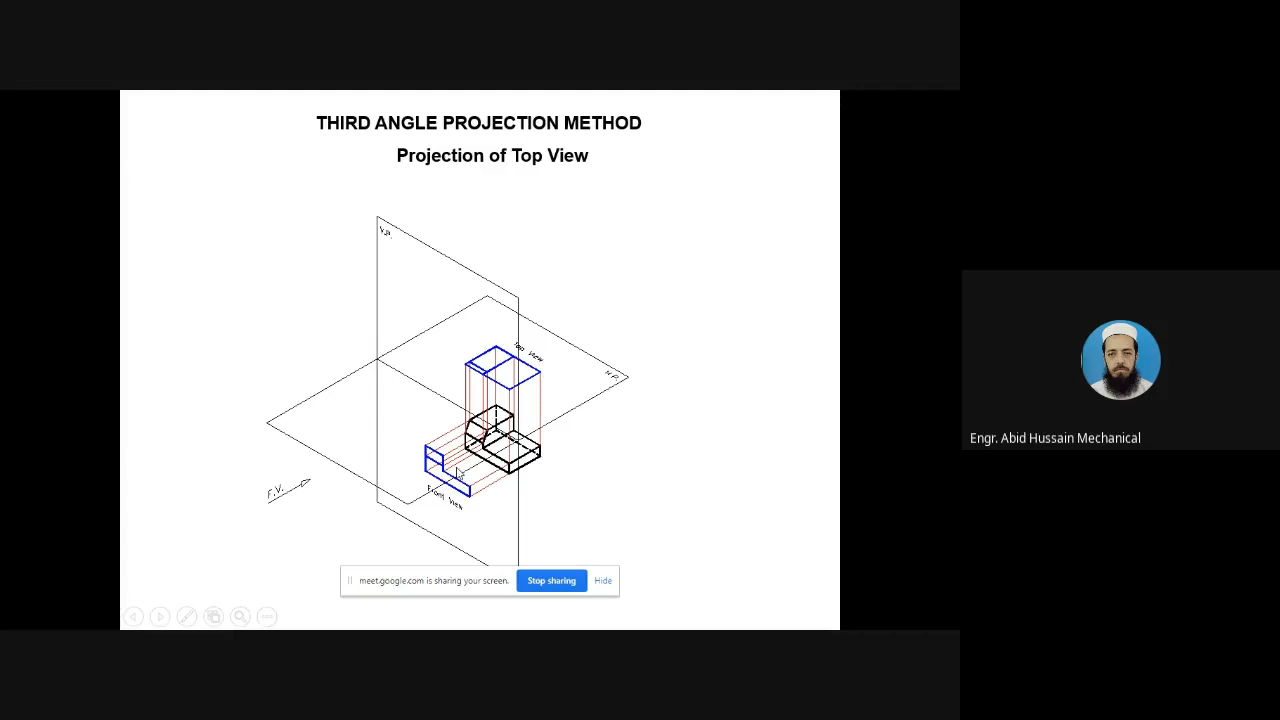 THIRD ANGLE PROJECTION METHOD
Projection of Top View
V.P.
Top View
H.P.
F.V.
Front View
meet.google.com is sharing your screen.
Stop sharing
Hide
Engr. Abid Hussain Mechanical